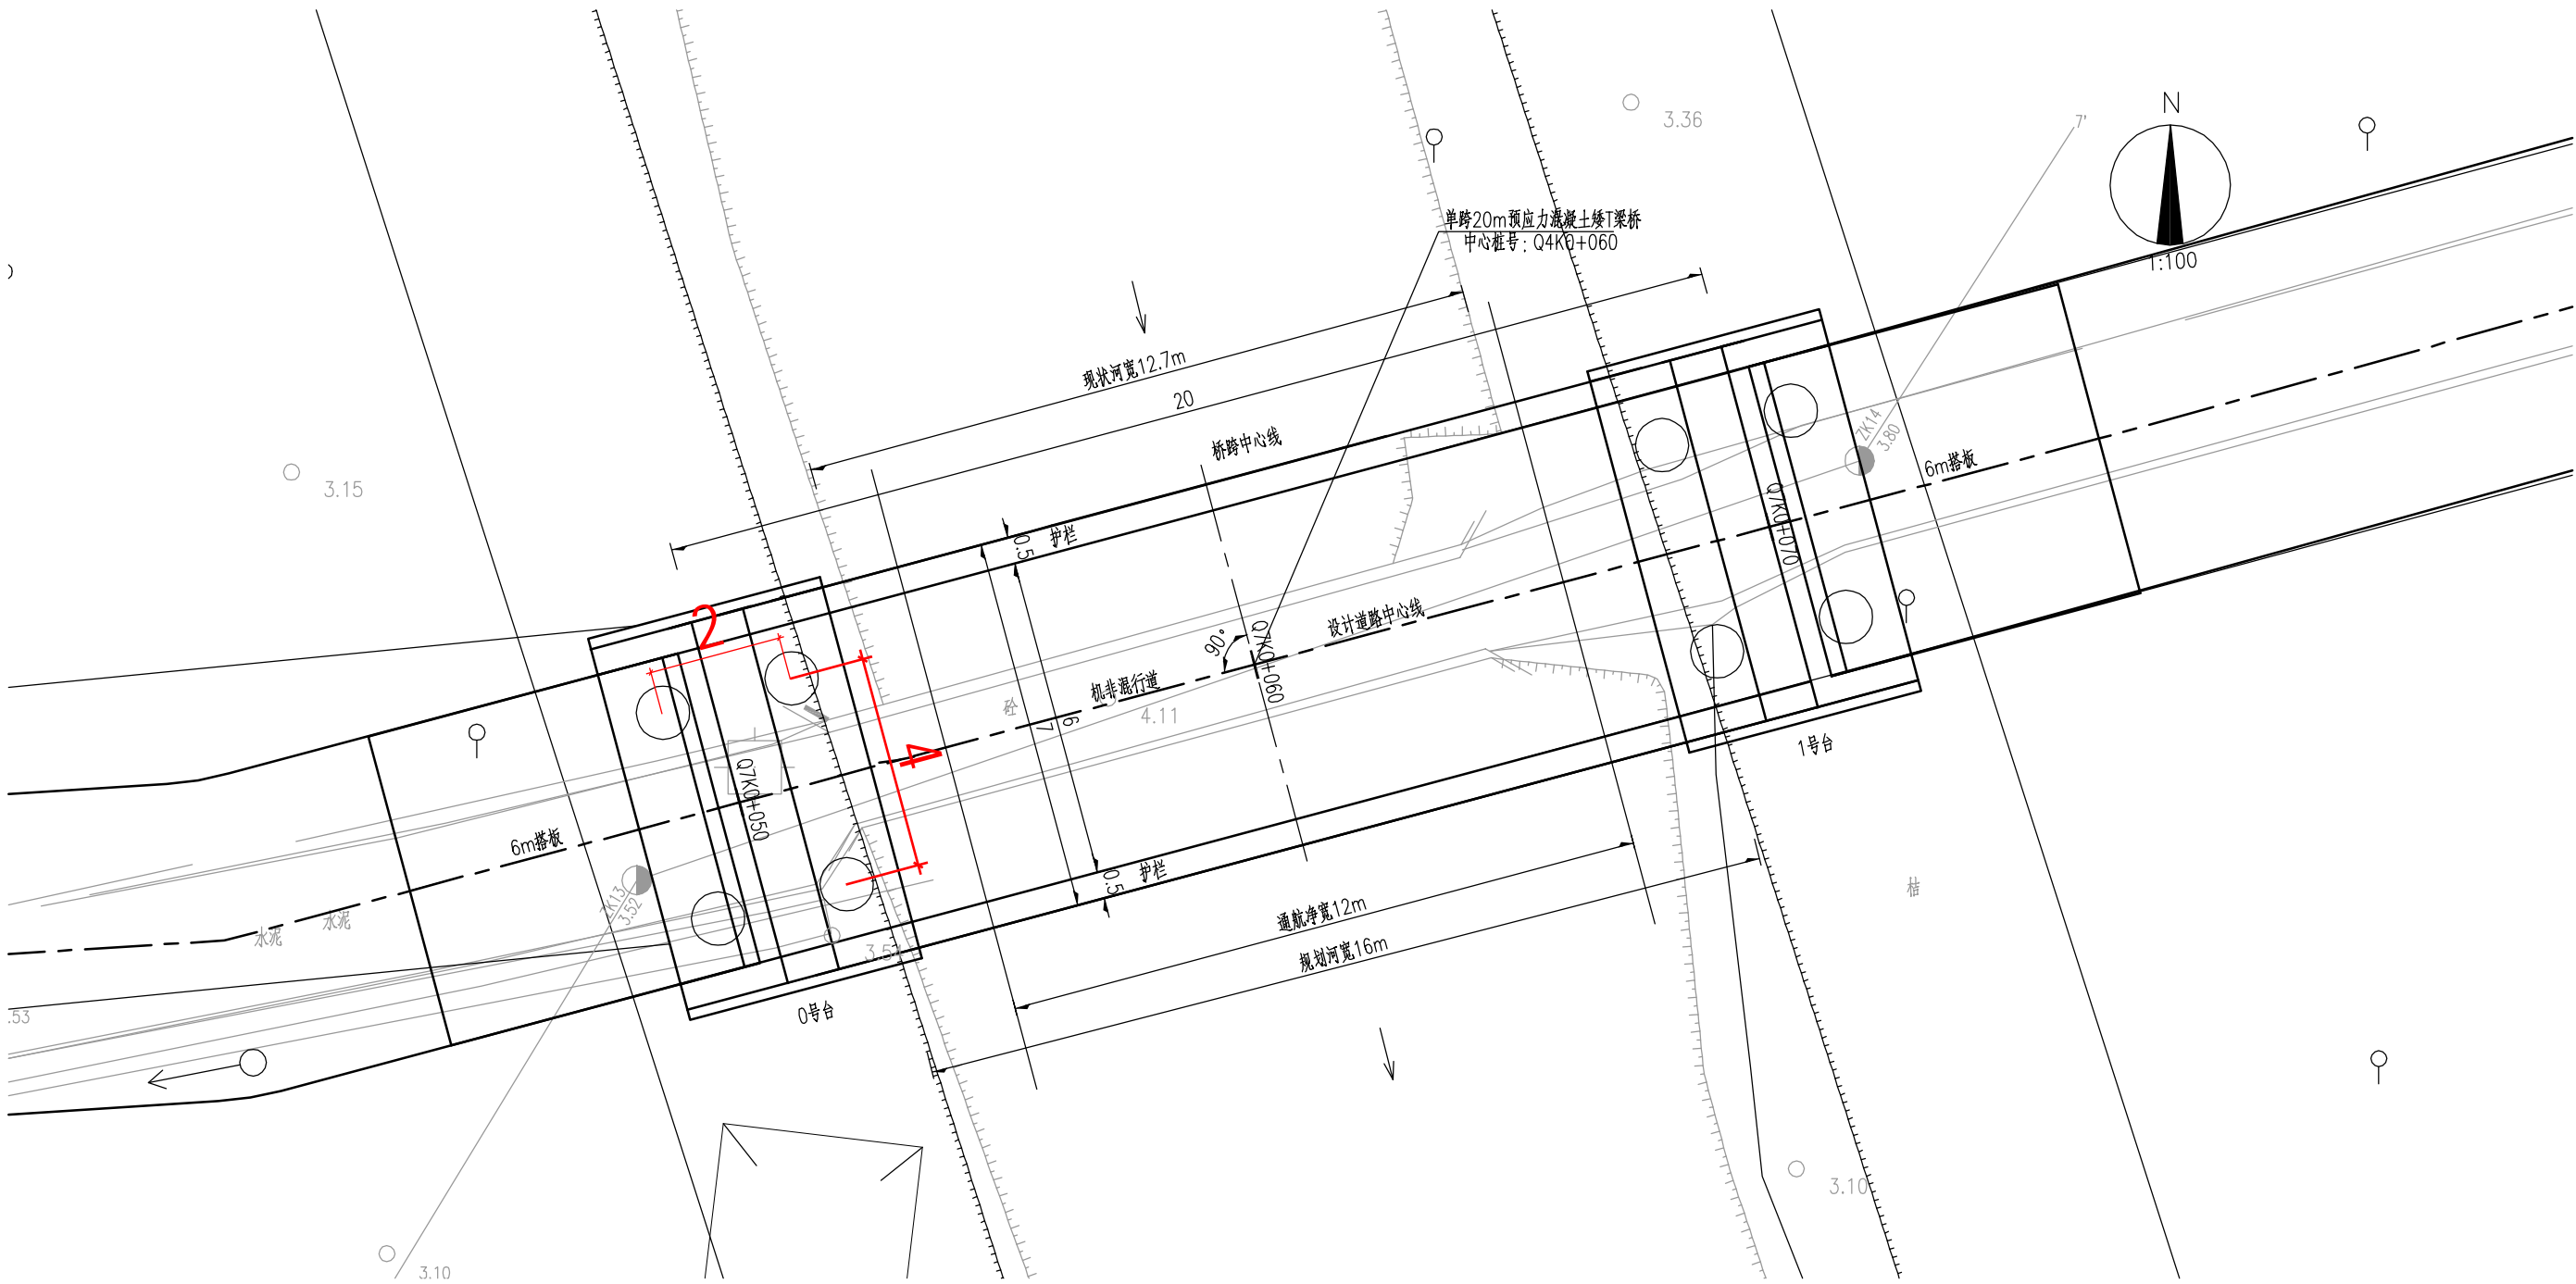 N
1:100
7'
3.36
单跨20m预应力混凝土矮T梁桥
中心桩号：Q4K0+060
现状河宽12.7m
20
桥跨中心线
ZK14
3.80
6m搭板
3.15
0.5
护栏
Q7K0+070
2
设计道路中心线
90°
Q7K0+060
机非混行道
4.11
砼
6
7
4
Q7K0+050
1号台
6m搭板
0.5
护栏
ZK13
3.52
桔
水泥
水泥
通航净宽12m
规划河宽16m
3.54
0号台
.53
3.10
3.10